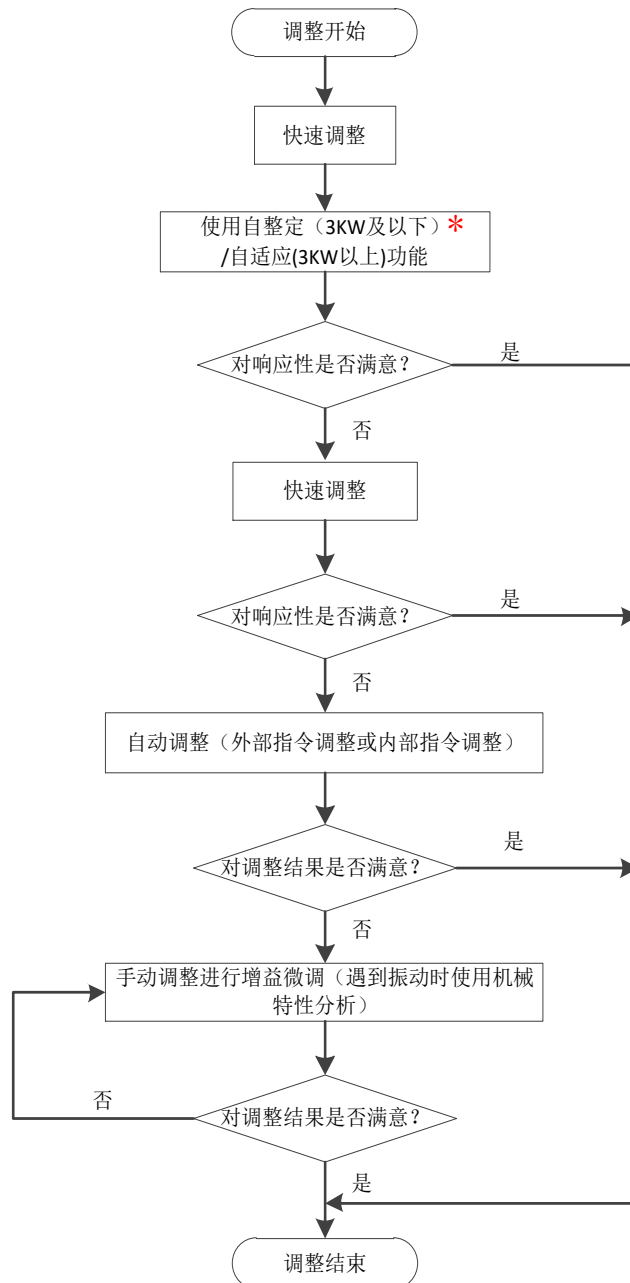 调整开始
快速调整
使用自整定（3KW及以下）*
/自适应(3KW以上)功能
对响应性是否满意？
是
否
快速调整
对响应性是否满意？
是
否
自动调整（外部指令调整或内部指令调整）
对调整结果是否满意？
是
否
手动调整进行增益微调（遇到振动时使用机械
特性分析）
否
对调整结果是否满意？
是
调整结束